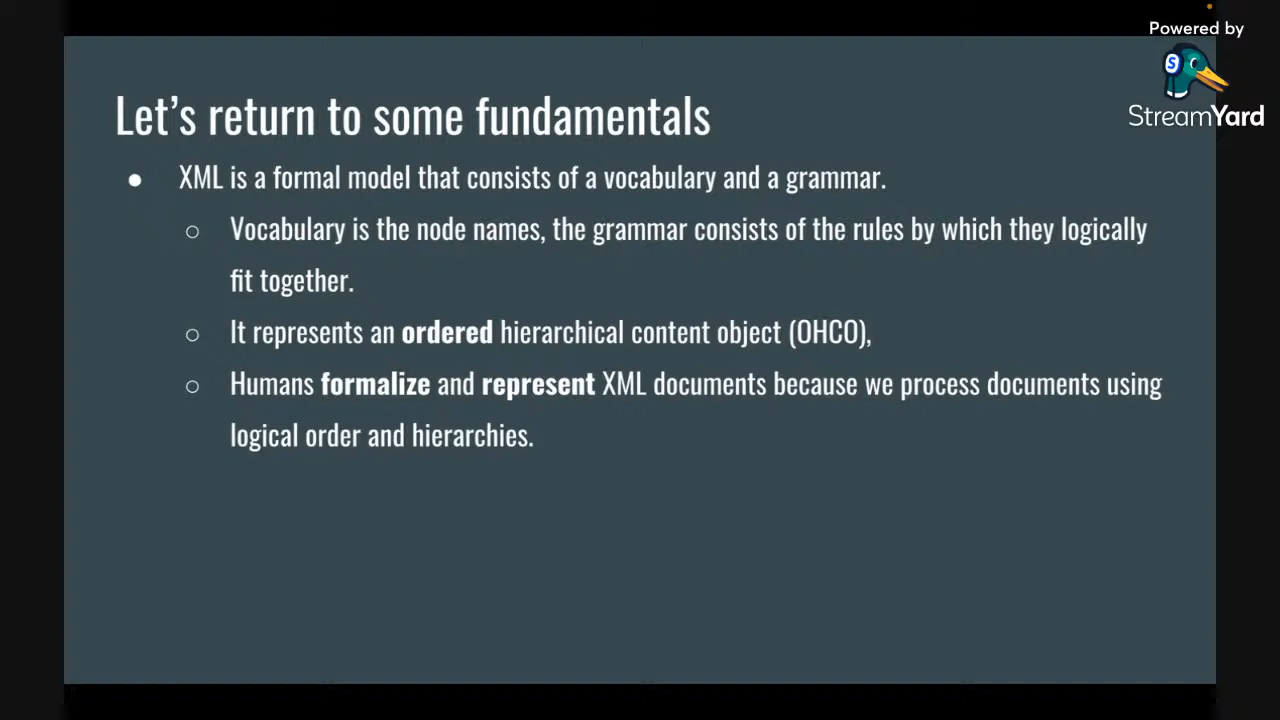 Powered by
StreamYard
Let's return to some fundamentals
● XML is a formal model that consists of a vocabulary and a grammar.
○ Vocabulary is the node names, the grammar consists of the rules by which they logically
fit together.
○ It represents an ordered hierarchical content object (OHCO),
○ Humans formalize and represent XML documents because we process documents using
logical order and hierarchies.